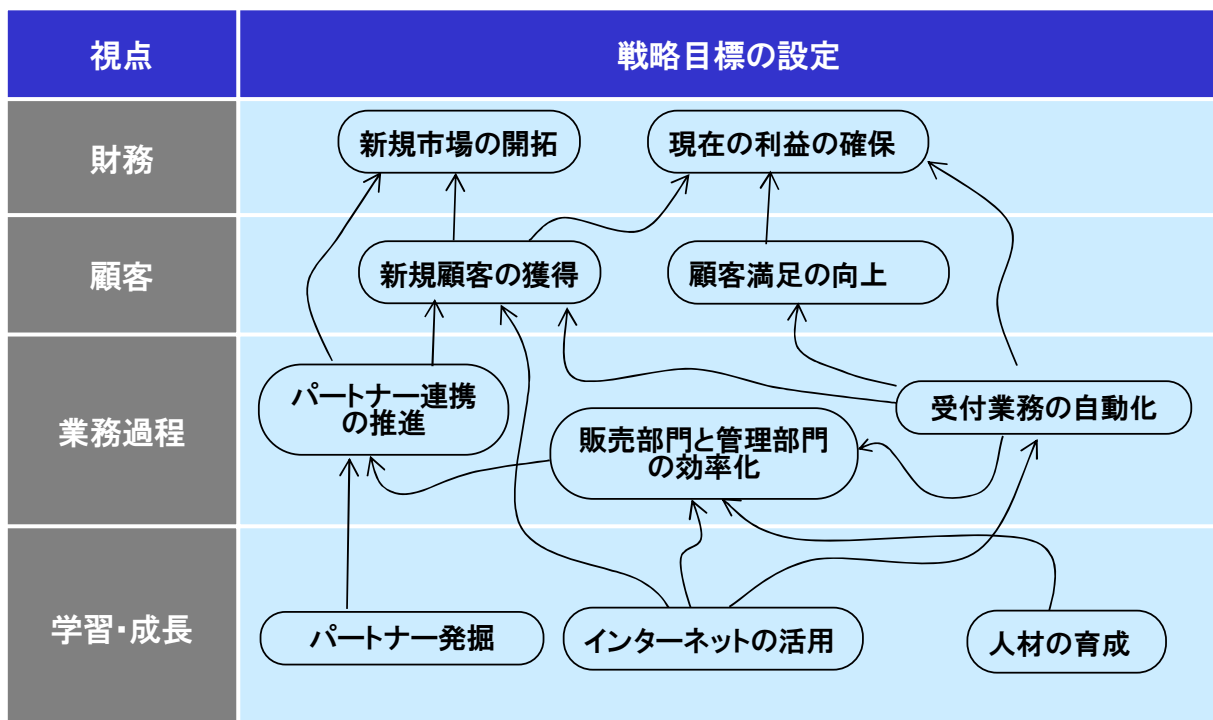 視点
戦略目標の設定
財務
新規市場の開拓
現在の利益の確保
顧客
新規顧客の獲得
顧客満足の向上
業務過程
パートナー連携
の推進
販売部門と管理部門
の効率化
受付業務の自動化
学習・成長
パートナー発掘
インターネットの活用
人材の育成